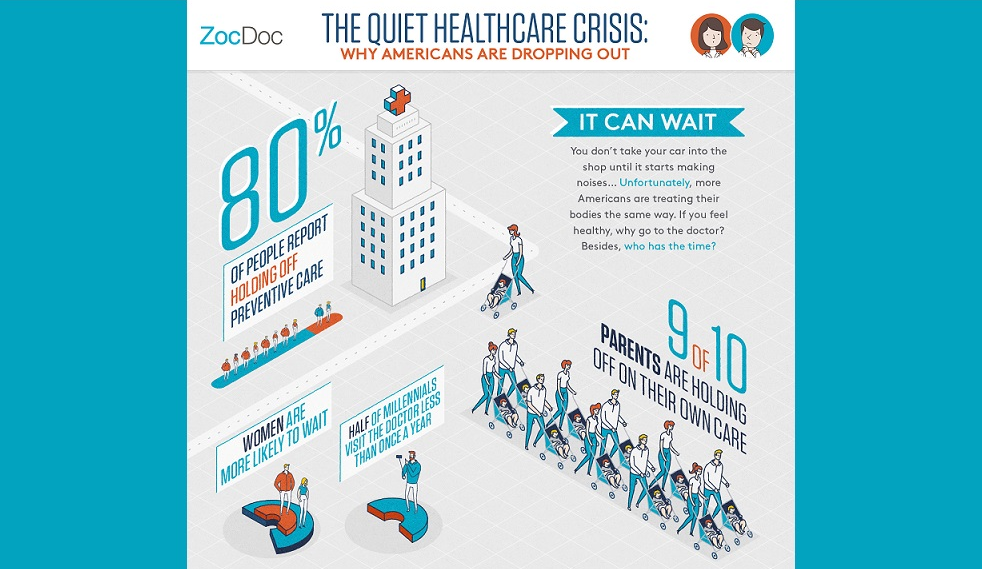 ZocDoc
THE QUIET HEALTHCARE CRISIS:
WHY AMERICANS ARE DROPPING OUT
80%
OF PEOPLE REPORT
HOLDING OFF
PREVENTIVE CARE
IT CAN WAIT
You don't take your car into the
shop until it starts making
noises... Unfortunately, more
Americans are treating their
bodies the same way. If you feel
healthy, why go to the doctor?
Besides, who has the time?
9 OF 10
PARENTS ARE HOLDING
OFF ON THEIR OWN CARE
WOMEN ARE
MORE LIKELY TO WAIT
HALF OF MILLENNIALS
VISIT THE DOCTOR LESS
THAN ONCE A YEAR